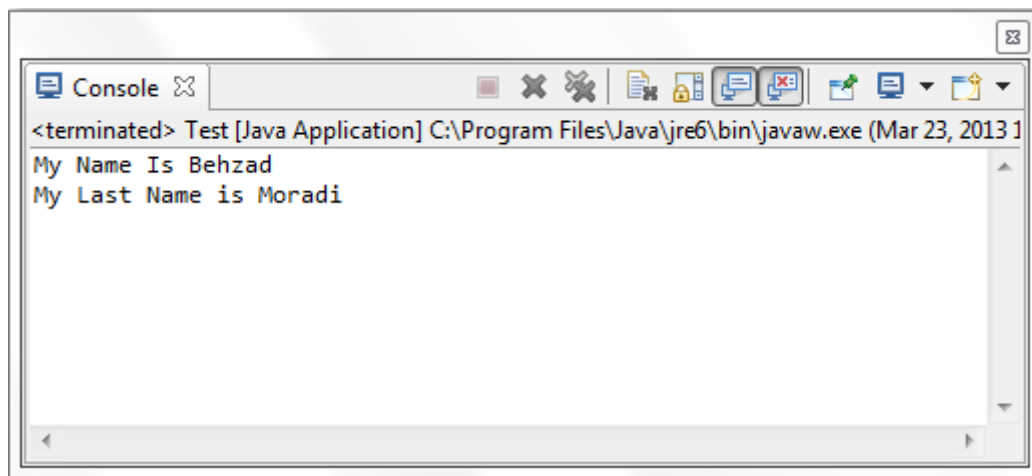 Console
<terminated> Test [Java Application] C:\Program Files\Java\jre6\bin\javaw.exe (Mar 23, 2013 1
My Name Is Behzad
My Last Name is Moradi